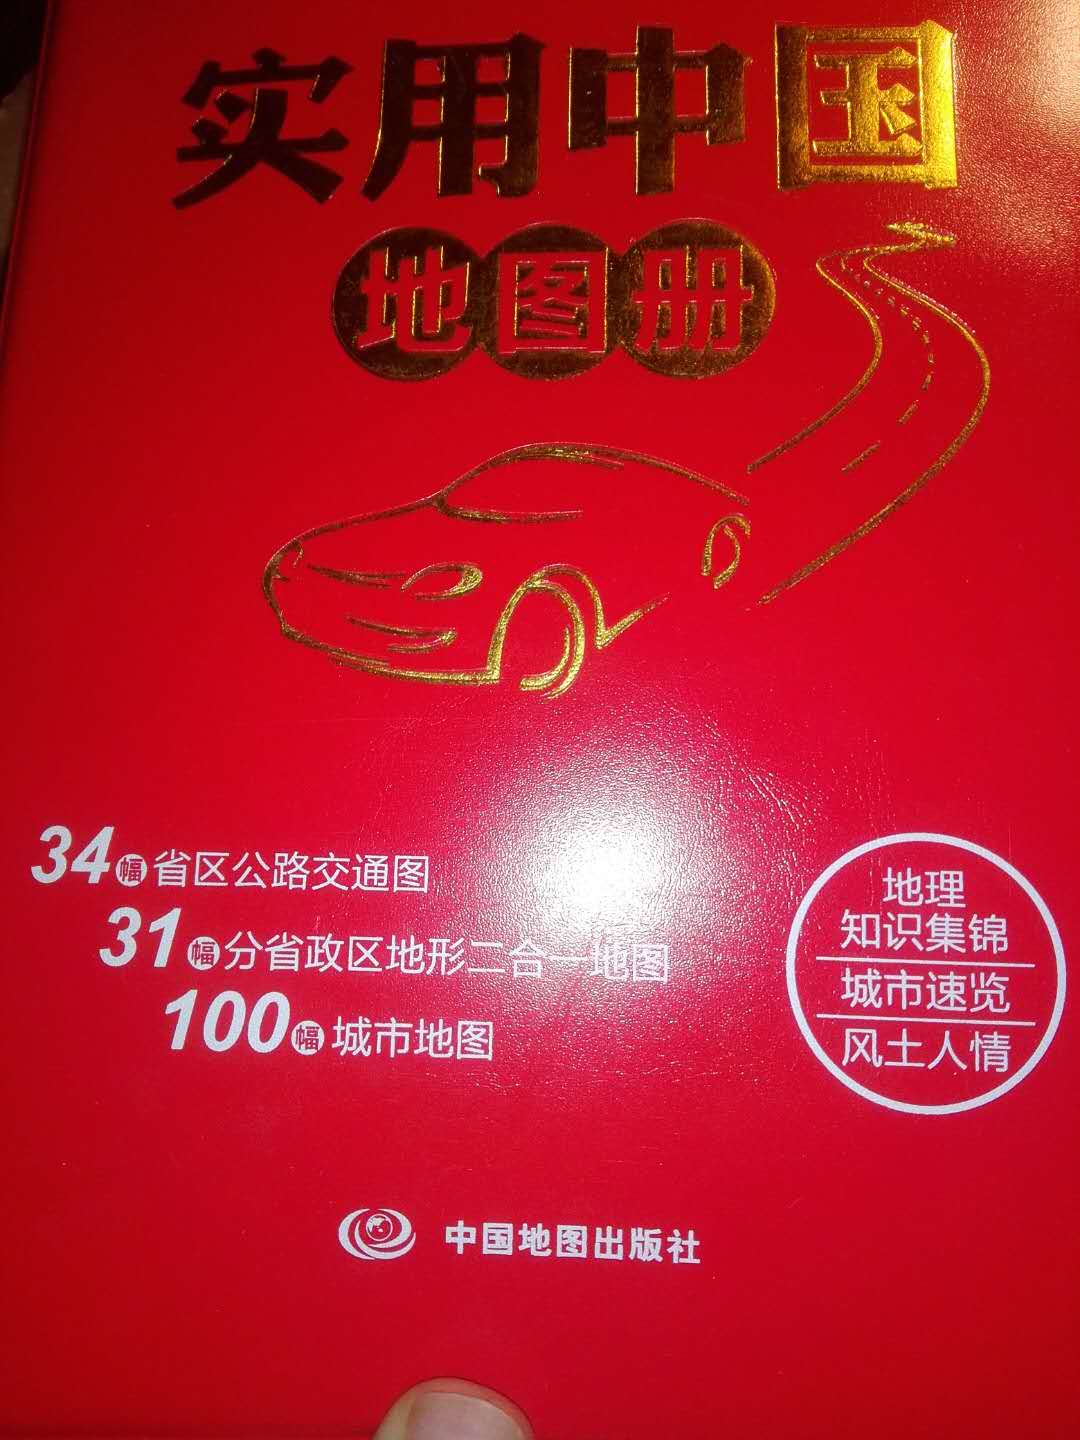 实用中国
地图册
34幅省区公路交通图
31幅分省政区地形二合一地图
100幅城市地图
地理
知识集锦
城市速览
风土人情
中国地图出版社